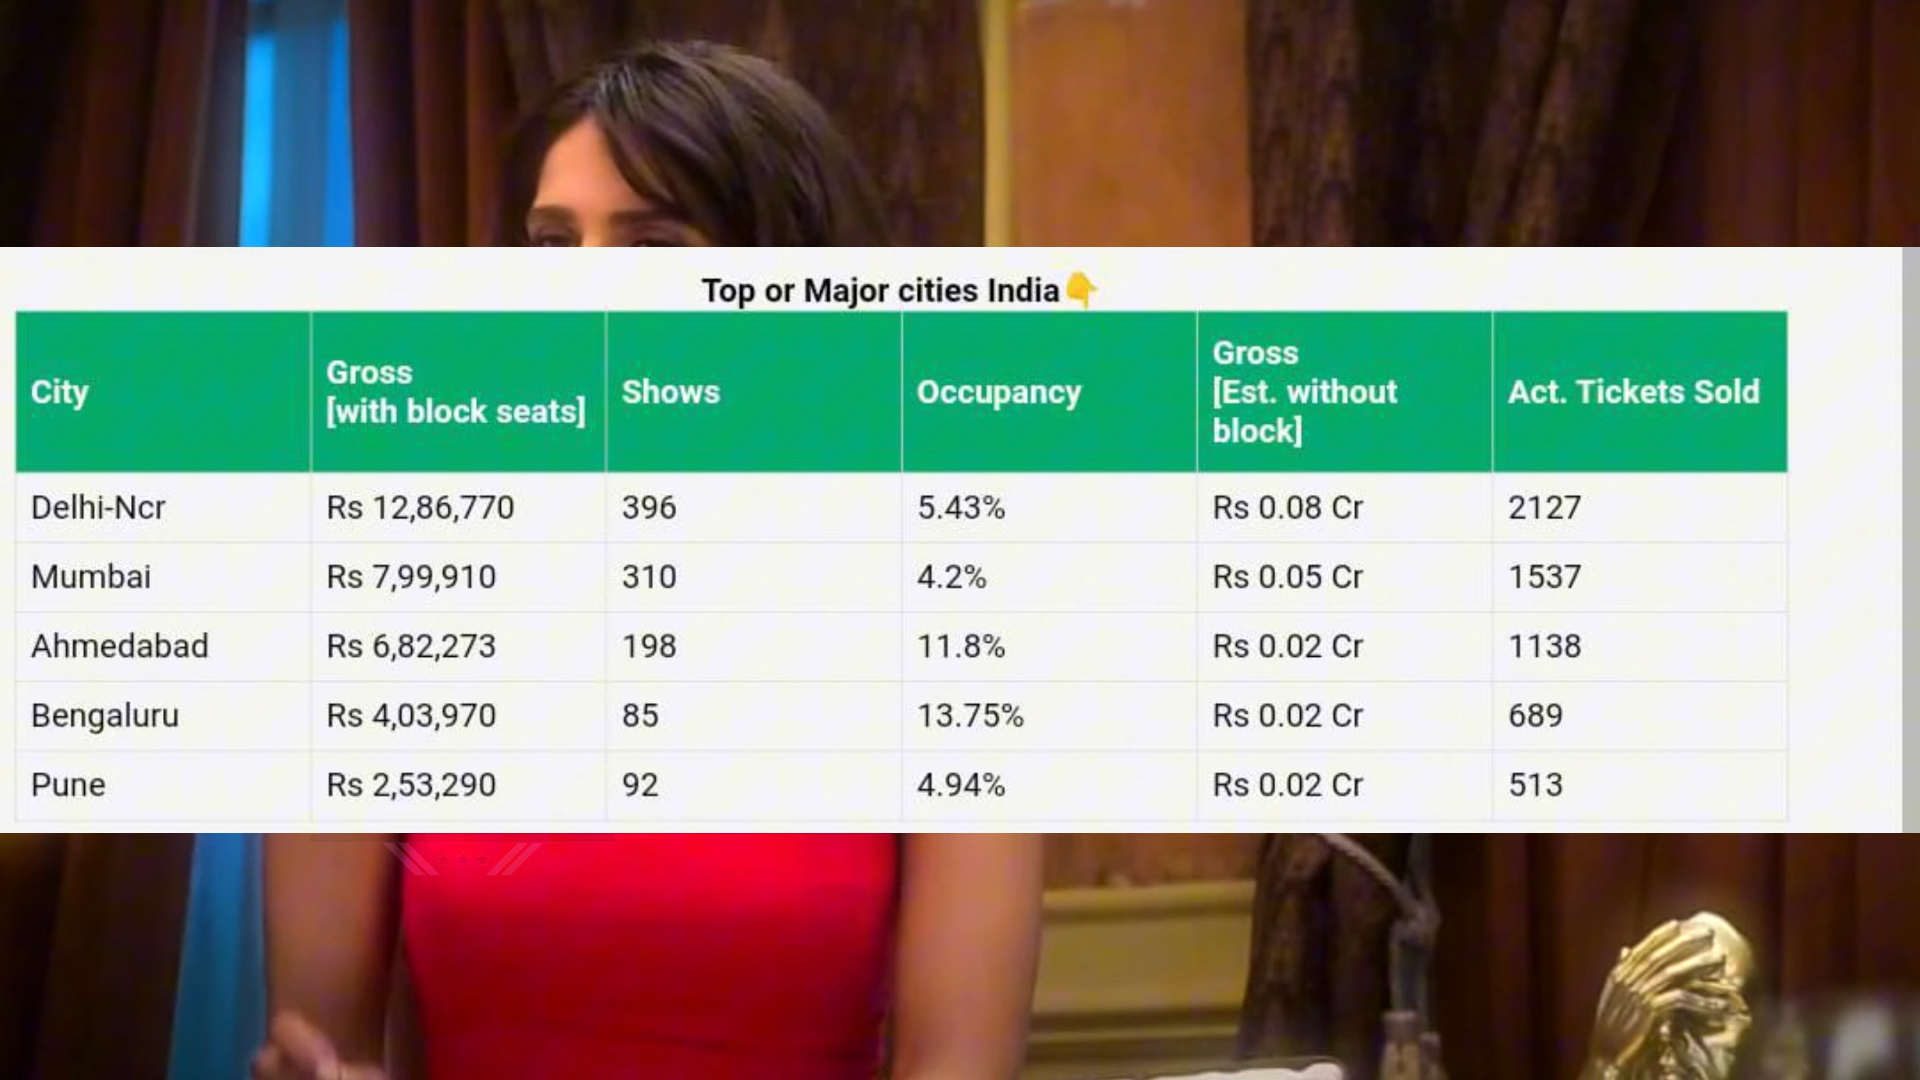 Top or Major cities India👇
City
Gross
[with block seats]
Shows
Occupancy
Gross
[Est. without
block]
Act. Tickets Sold
Delhi-Ncr Rs 12,86,770 396 5.43% Rs 0.08 Cr 2127
Mumbai Rs 7,99,910 310 4.2% Rs 0.05 Cr 1537
Ahmedabad Rs 6,82,273 198 11.8% Rs 0.02 Cr 1138
Bengaluru Rs 4,03,970 85 13.75% Rs 0.02 Cr 689
Pune Rs 2,53,290 92 4.94% Rs 0.02 Cr 513